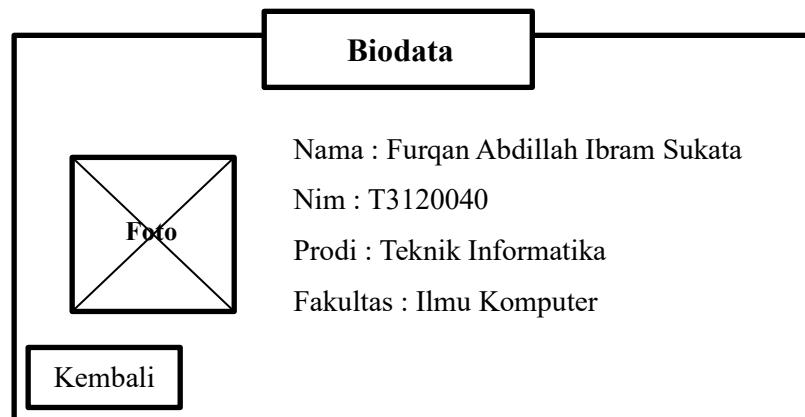 Biodata
Nama : Furqan Abdillah Ibram Sukata
Nim : T3120040
Foto
Prodi : Teknik Informatika
Fakultas : Ilmu Komputer
Kembali